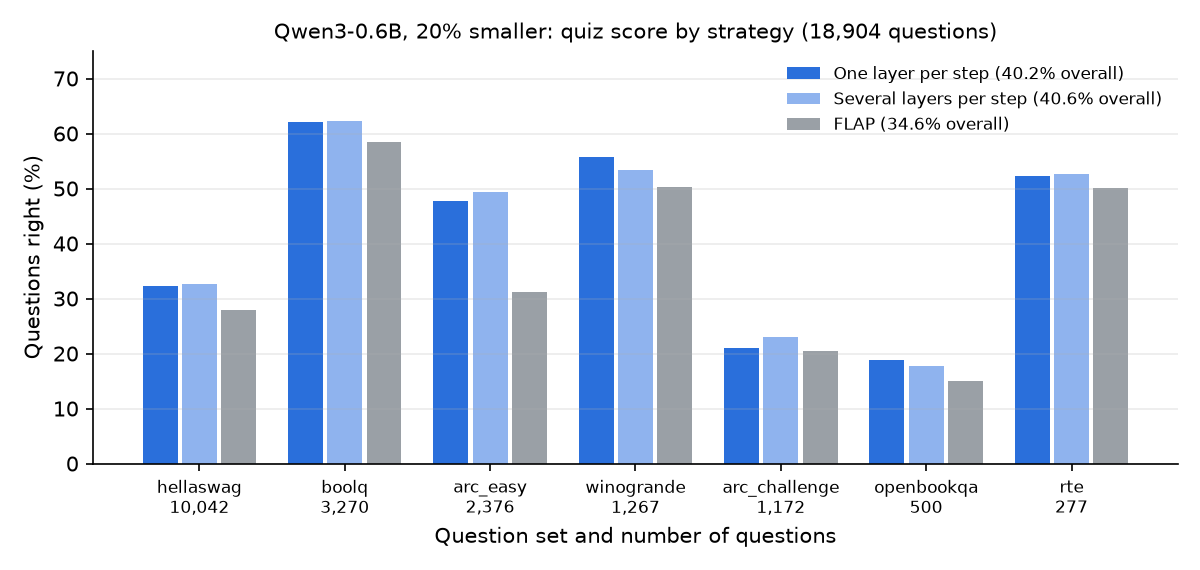 Qwen3-0.6B, 20% smaller: quiz score by strategy (18,904 questions)
One layer per step (40.2% overall)
Several layers per step (40.6% overall)
FLAP (34.6% overall)
Questions right (%)
70
60
50
40
30
20
10
0
hellaswag
10,042
boolq
3,270
arc_easy
2,376
winogrande
1,267
arc_challenge
1,172
openbookqa
500
rte
277
Question set and number of questions